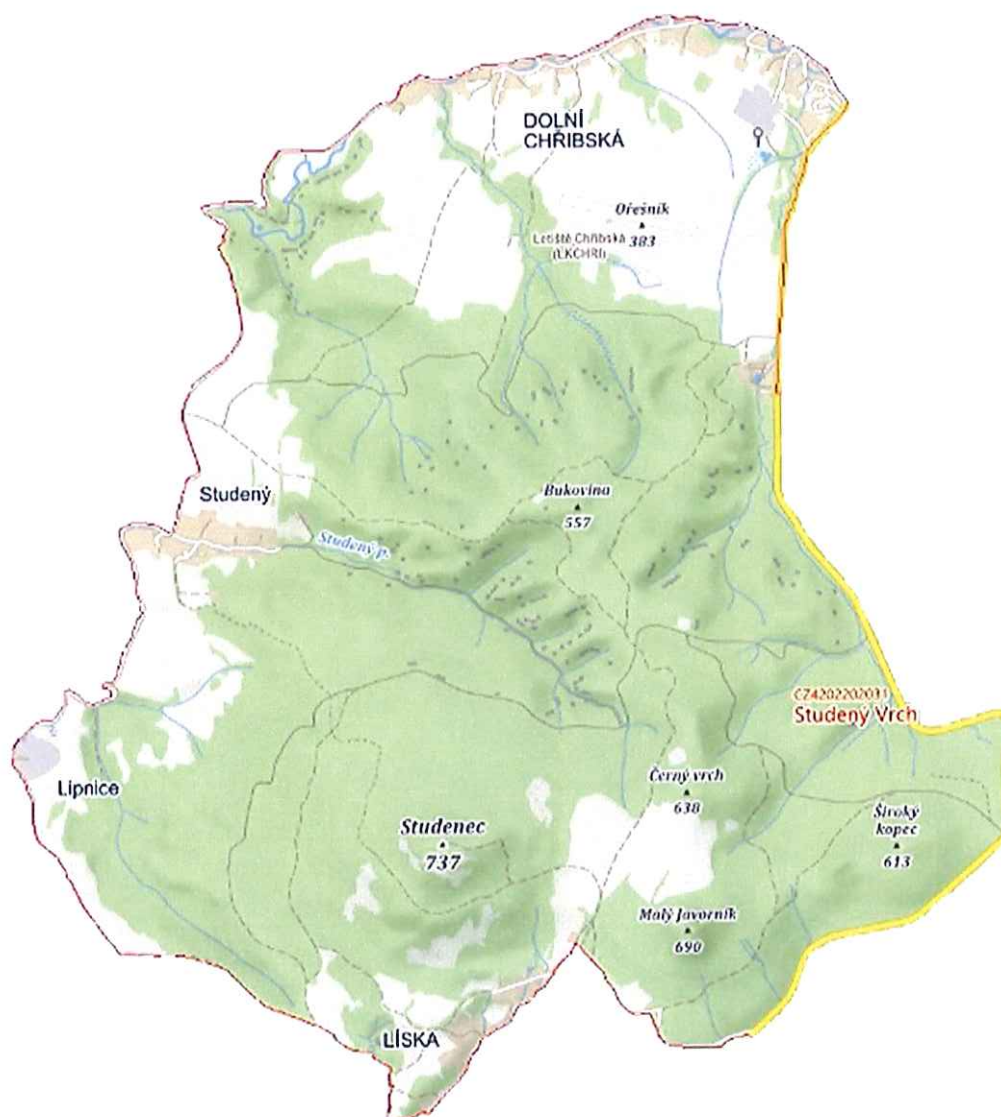 DOLNÍ
CHŘIBSKÁ
Ořešník
383
Letiště Chřibská
(LKCHRI)
Bukovina
557
Studený
Studený p.
CZ4202202031
Studený Vrch
Lipnice
Černý vrch
638
Široký
kopec
613
Studenec
737
Malý Javorník
690
LÍSKA